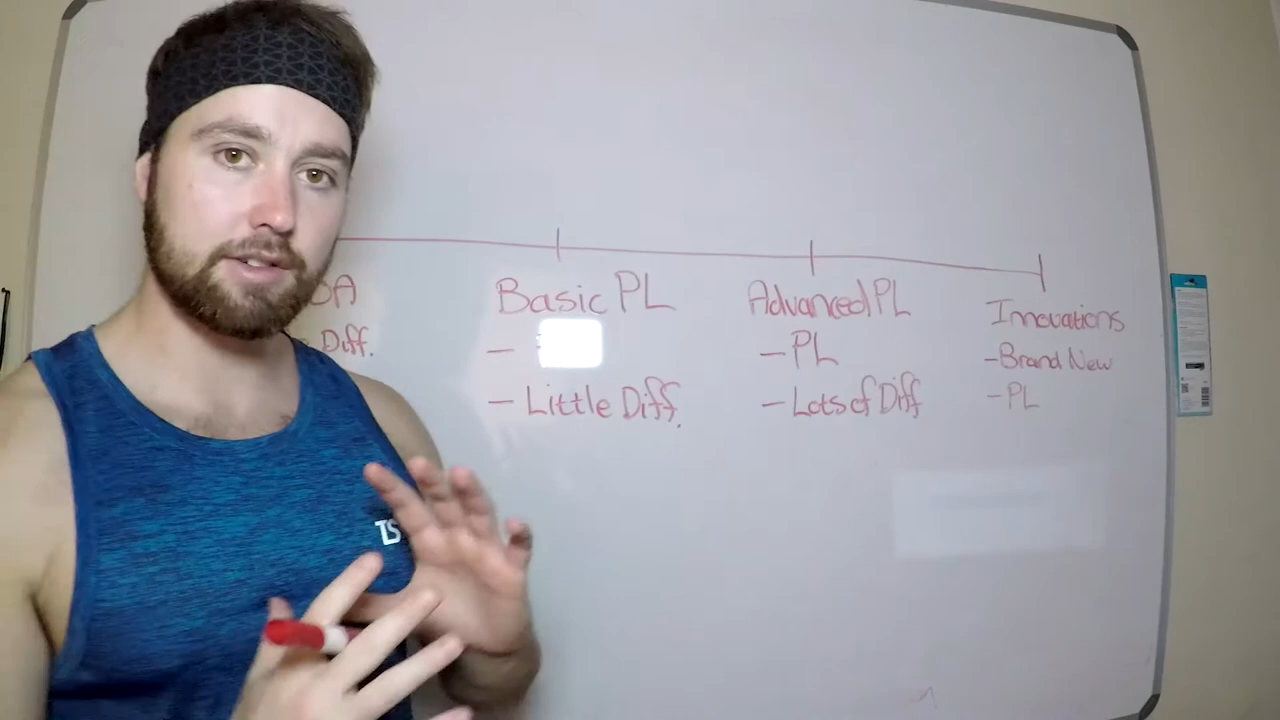 Basic PL
- Little Diff.
Advanced PL
- PL
- Lots of Diff
Innovations
- Brand New
- PL
Diff.
TS